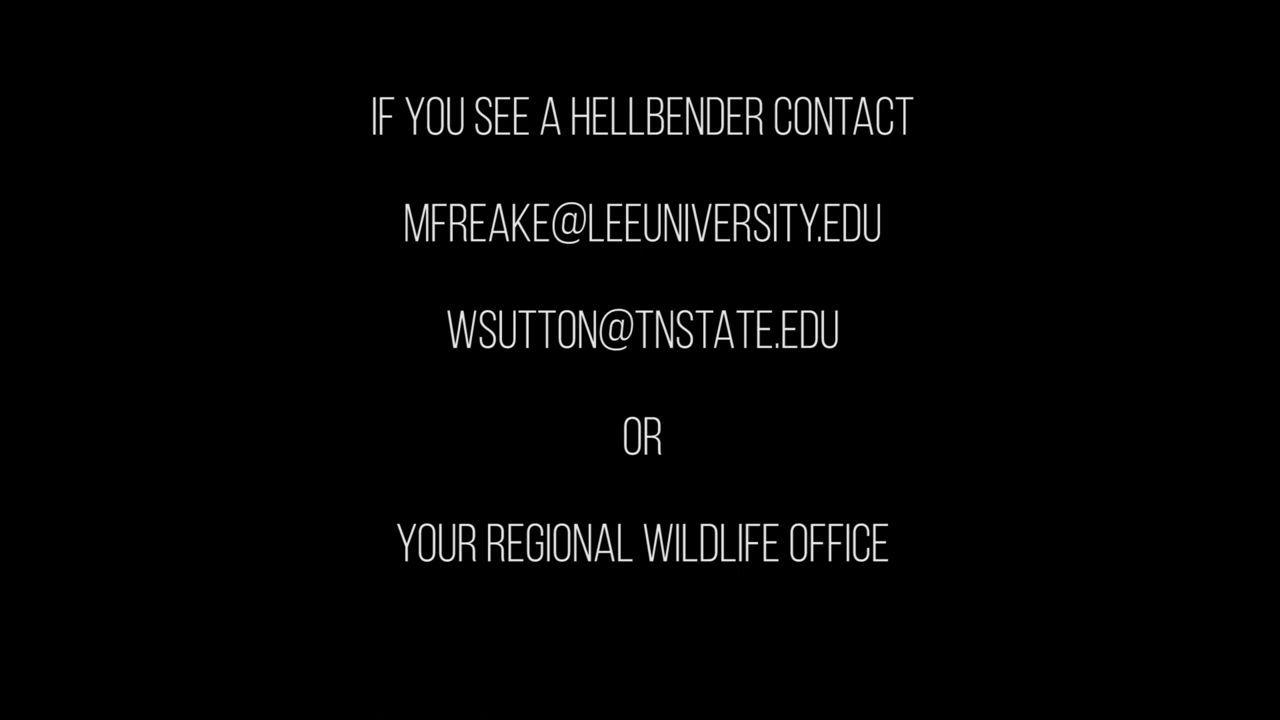 IF YOU SEE A HELLBENDER CONTACT
MFREAKE@LEEUNIVERSITY.EDU
WSUTTON@TNSTATE.EDU
OR
YOUR REGIONAL WILDLIFE OFFICE